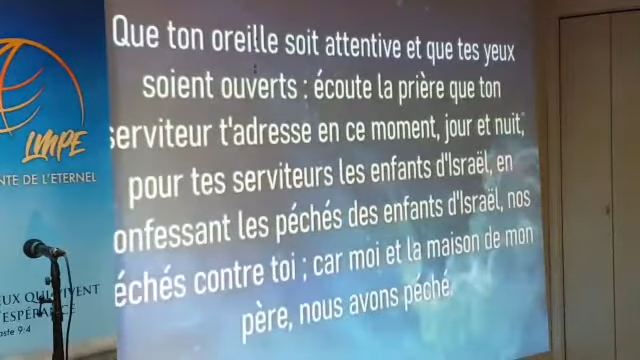 Que ton oreille soit attentive et que tes yeux
soient ouverts : écoute la prière que ton
serviteur t'adresse en ce moment, jour et nuit,
pour tes serviteurs les enfants d'Israël, en
onfessant les péchés des enfants d'Israël, nos
échés contre toi ; car moi et la maison de mon
père, nous avons péché.
LMPE
NTE DE L'ETERNEL
EUX QUI VIVENT
'ESPÉRANCE
aste 9:4